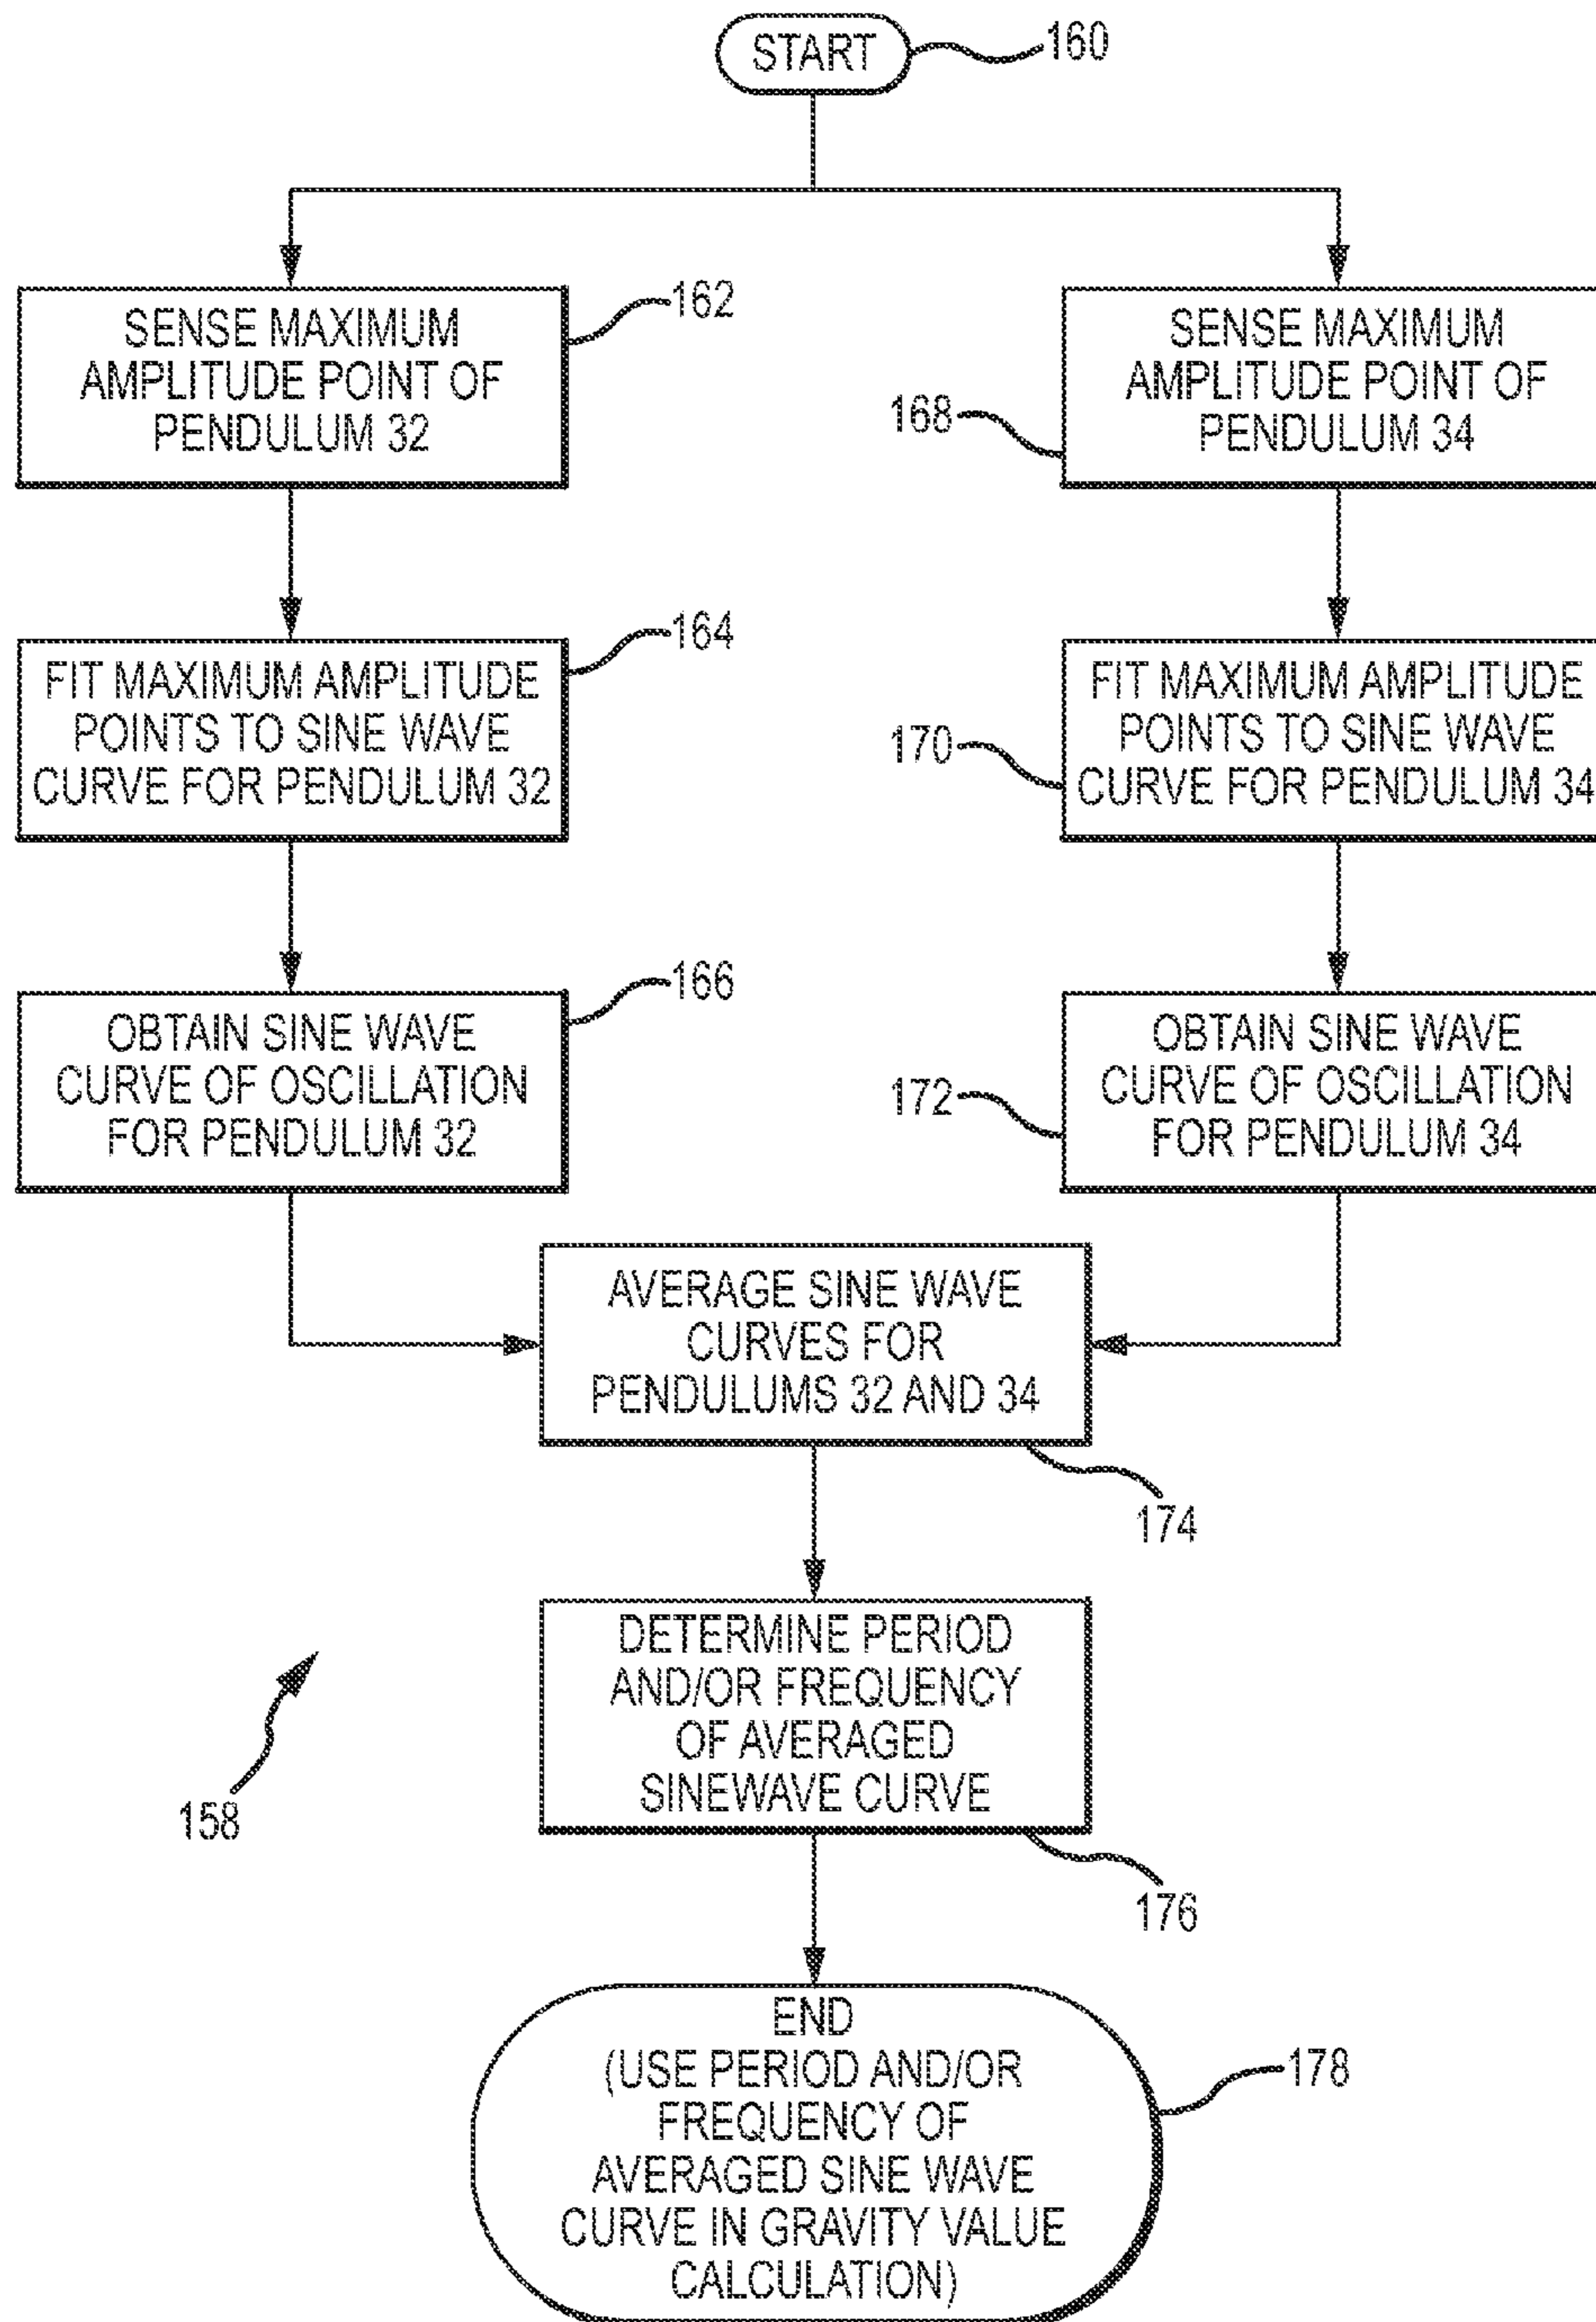 START
160
SENSE MAXIMUM
AMPLITUDE POINT OF
PENDULUM 32
162
SENSE MAXIMUM
AMPLITUDE POINT OF
PENDULUM 34
168
FIT MAXIMUM AMPLITUDE
POINTS TO SINE WAVE
CURVE FOR PENDULUM 32
164
FIT MAXIMUM AMPLITUDE
POINTS TO SINE WAVE
CURVE FOR PENDULUM 34
170
OBTAIN SINE WAVE
CURVE OF OSCILLATION
FOR PENDULUM 32
166
OBTAIN SINE WAVE
CURVE OF OSCILLATION
FOR PENDULUM 34
172
AVERAGE SINE WAVE
CURVES FOR
PENDULUMS 32 AND 34
174
DETERMINE PERIOD
AND/OR FREQUENCY
OF AVERAGED
SINEWAVE CURVE
176
158
END
(USE PERIOD AND/OR
FREQUENCY OF
AVERAGED SINE WAVE
CURVE IN GRAVITY VALUE
CALCULATION)
178